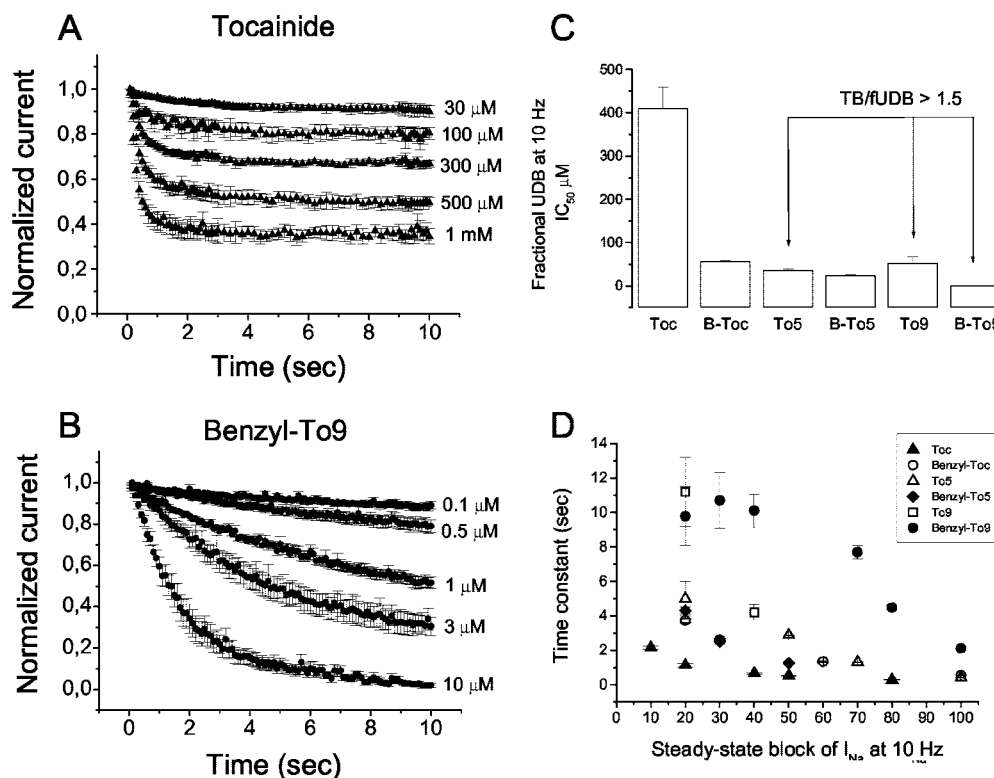 A
Tocainide
Normalized current
1,0
0,8
0,6
0,4
0,2
0,0
30 µM
100 µM
300 µM
500 µM
1 mM
0
2
4
6
8
10
Time (sec)
B
Benzyl-To9
Normalized current
1,0
0,8
0,6
0,4
0,2
0,0
0.1 µM
0.5 µM
1 µM
3 µM
10 µM
0
2
4
6
8
10
Time (sec)
C
Fractional UDB at 10 Hz
IC50 µM
500
400
300
200
100
0
TB/fUDB > 1.5
Toc
B-Toc
To5
B-To5
To9
B-To9
D
Time constant (sec)
14
12
10
8
6
4
2
0
Toc
Benzyl-Toc
To5
Benzyl-To5
To9
Benzyl-To9
0
10
20
30
40
50
60
70
80
90
100
Steady-state block of INa at 10 Hz